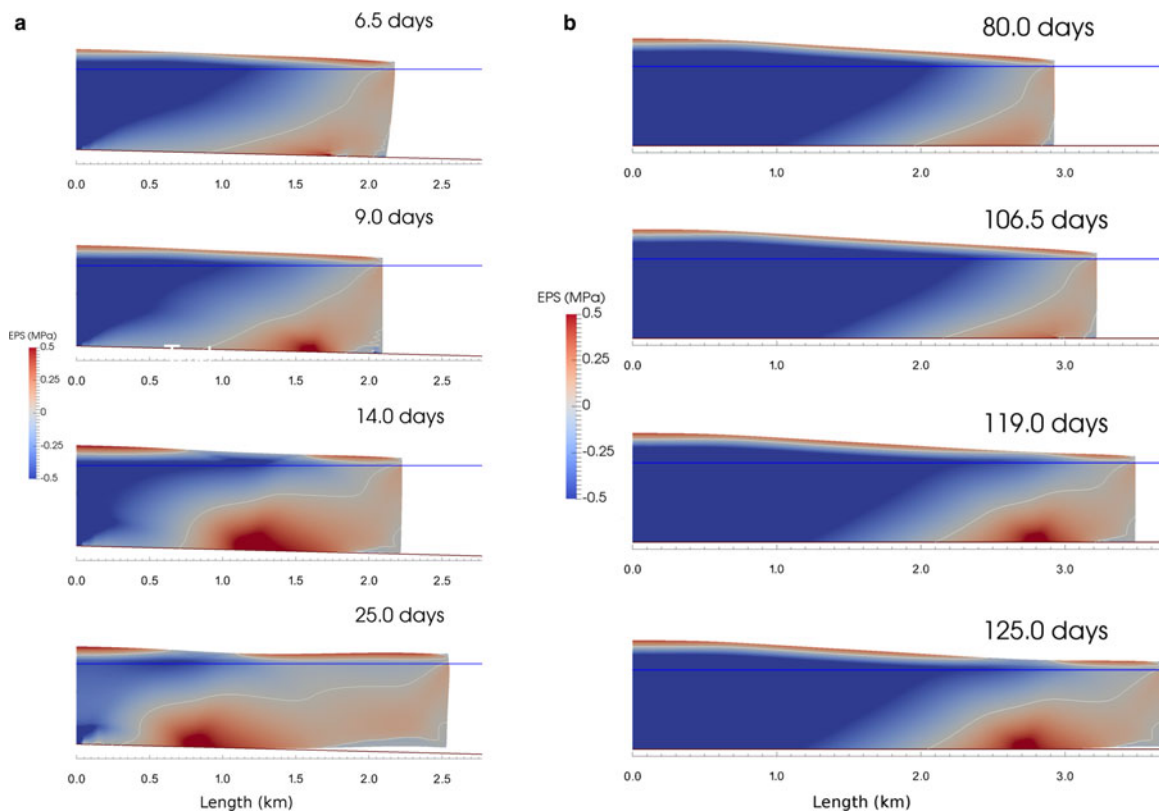 a
6.5 days
0.0 0.5 1.0 1.5 2.0 2.5
9.0 days
EPS (MPa)
0.5
0.25
0
-0.25
-0.5
0.0 0.5 1.0 1.5 2.0 2.5
14.0 days
0.0 0.5 1.0 1.5 2.0 2.5
25.0 days
0.0 0.5 1.0 1.5 2.0 2.5
Length (km)
b
80.0 days
0.0 1.0 2.0 3.0
106.5 days
EPS (MPa)
0.5
0.25
0
-0.25
-0.5
0.0 1.0 2.0 3.0
119.0 days
0.0 1.0 2.0 3.0
125.0 days
0.0 1.0 2.0 3.0
Length (km)